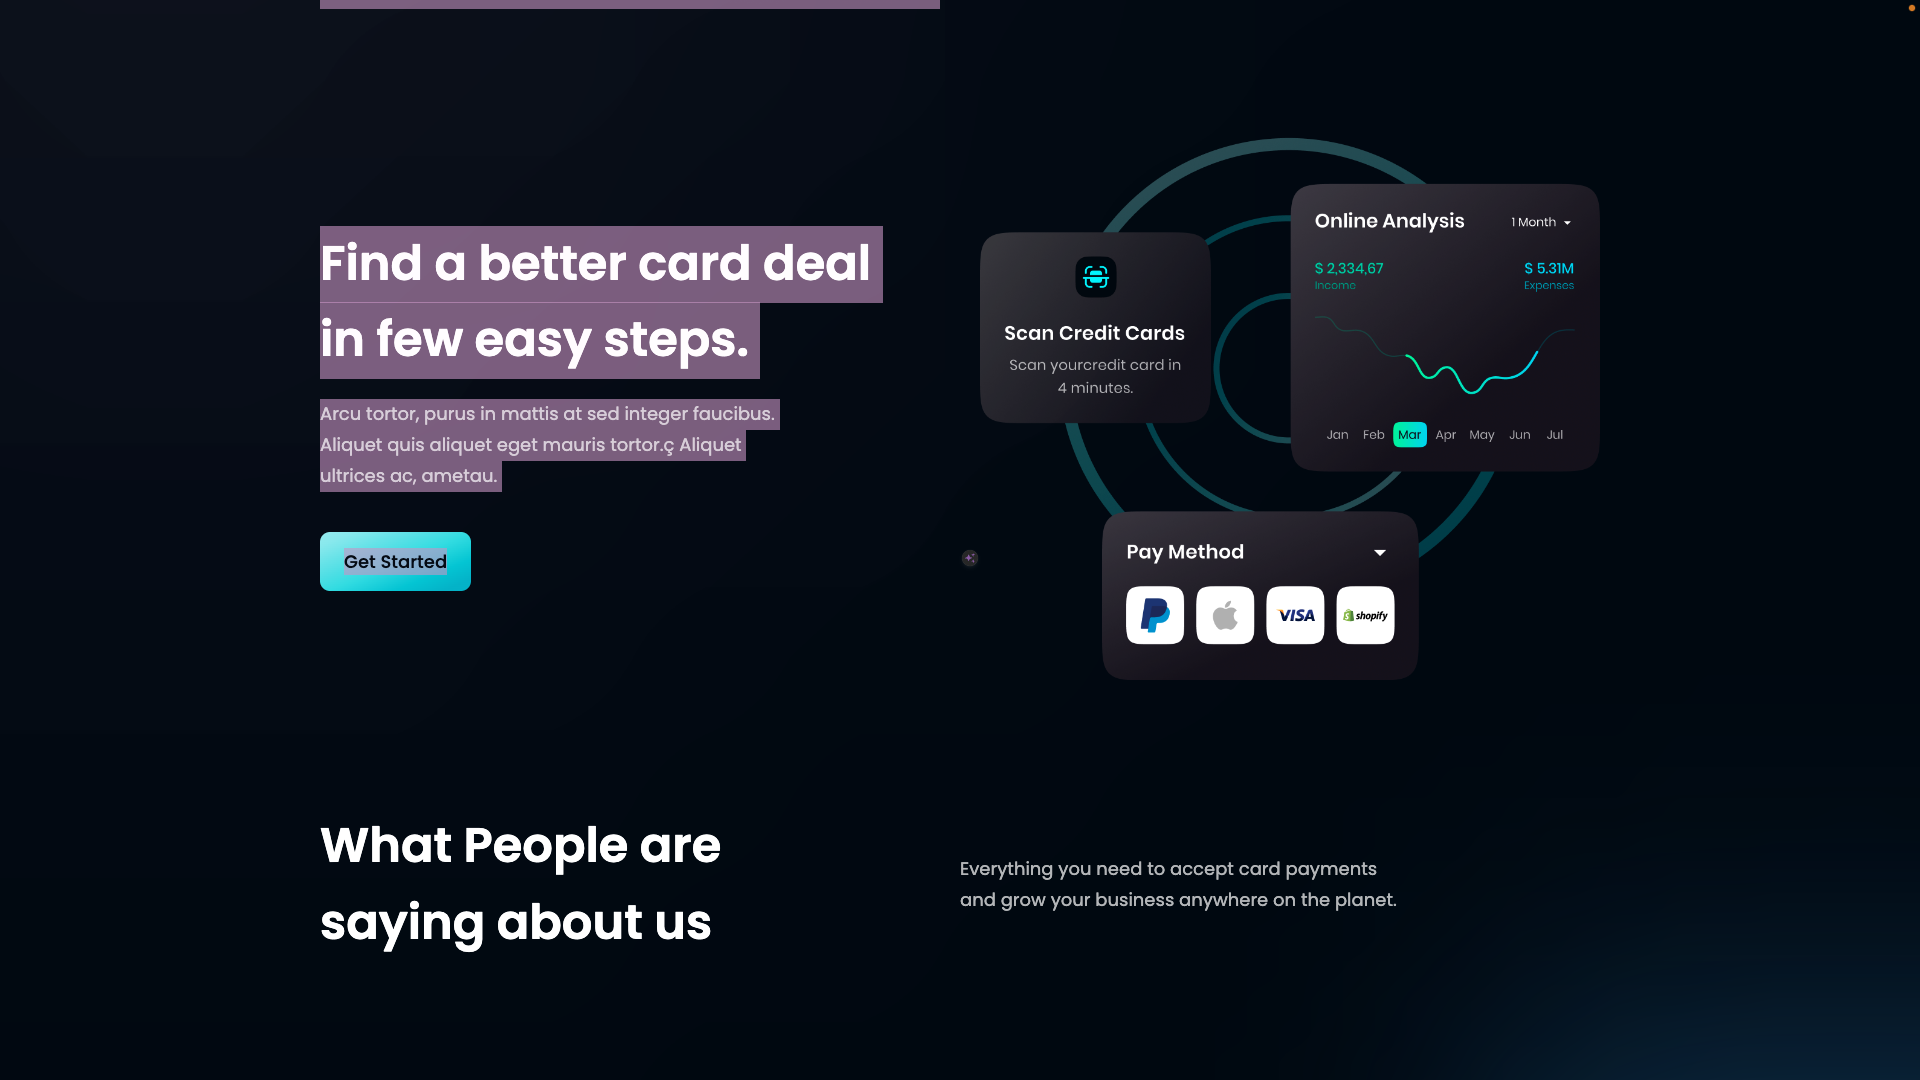 Find a better card deal
in few easy steps.
Arcu tortor, purus in mattis at sed integer faucibus.
Aliquet quis aliquet eget mauris tortor.ç Aliquet
ultrices ac, ametau.
Get Started
Scan Credit Cards
Scan yourcredit card in
4 minutes.
Online Analysis
1 Month
$ 2,334,67
$ 5.31M
Income
Expenses
Jan Feb Mar Apr May Jun Jul
Pay Method
VISA
shopify
What People are
saying about us
Everything you need to accept card payments
and grow your business anywhere on the planet.